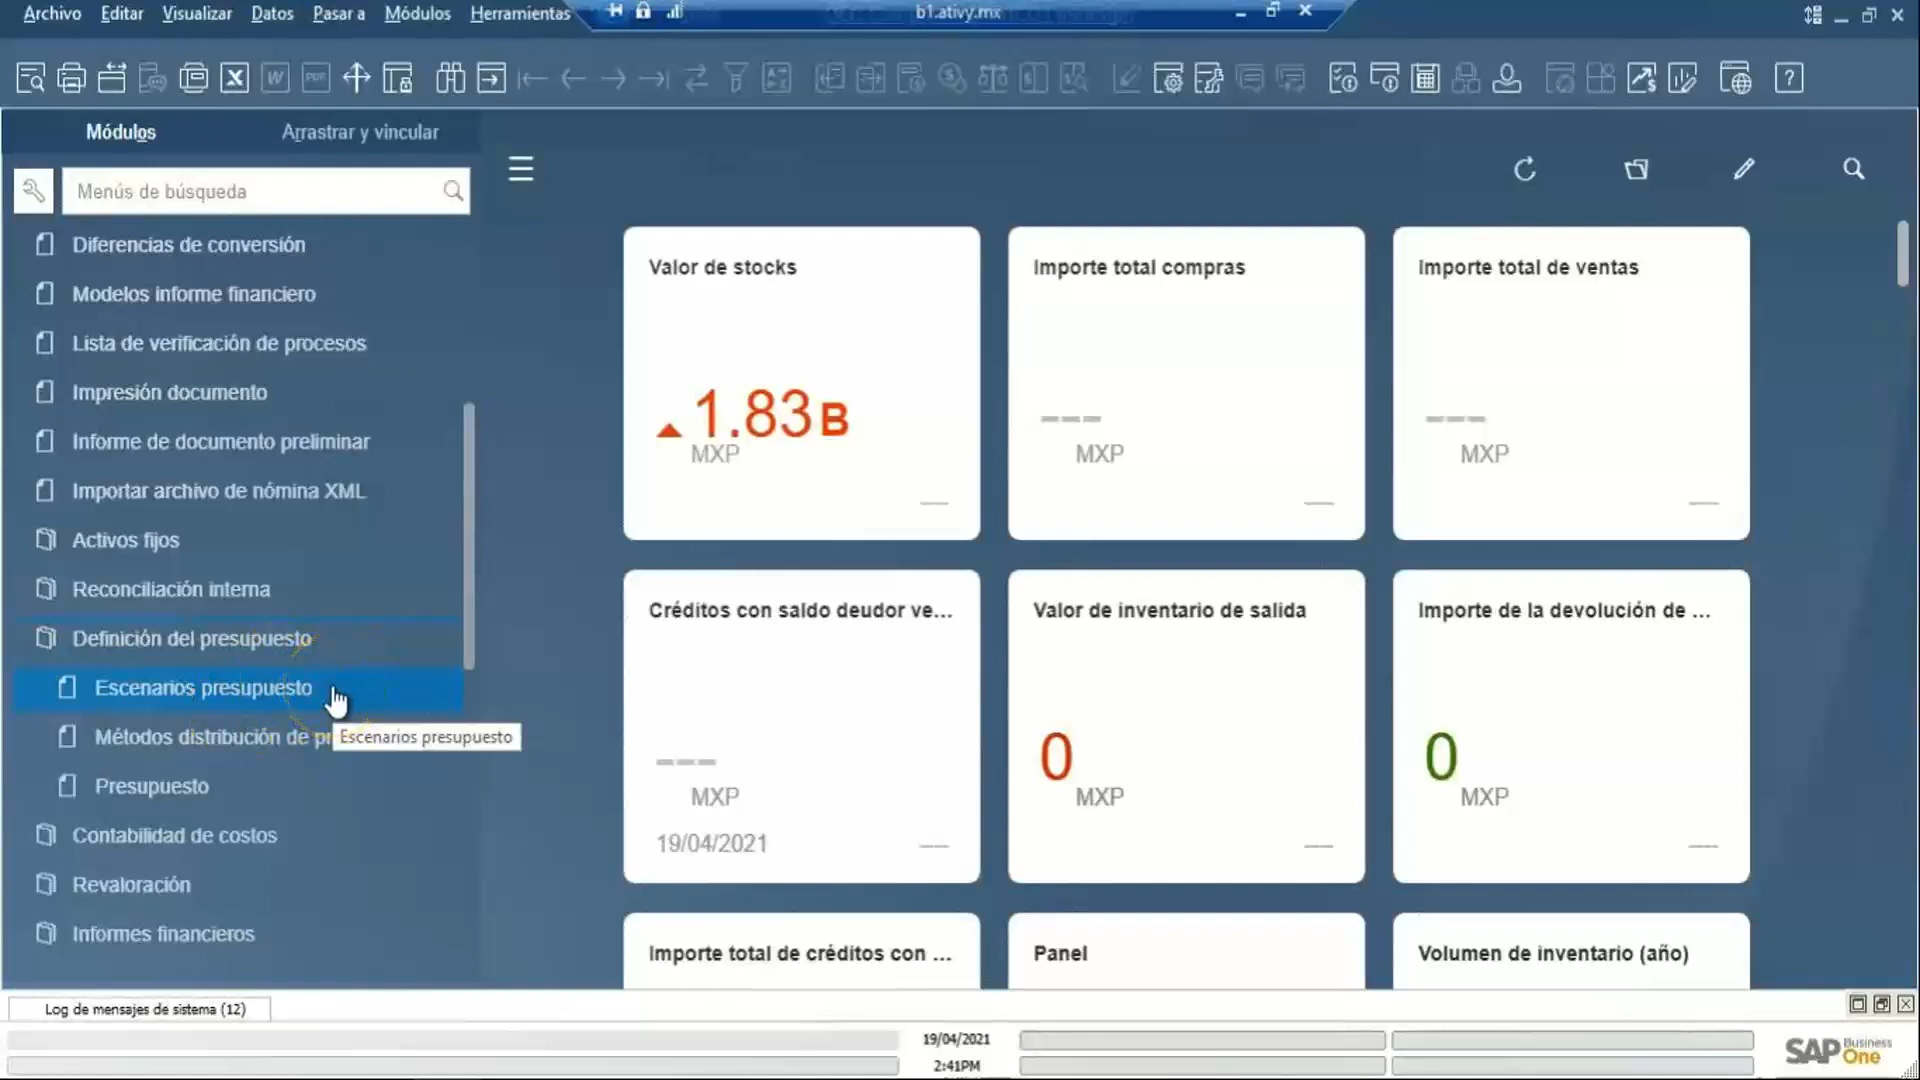 Archivo Editar Visualizar Datos Pasar a Módulos Herramientas
b1.ativy.mx
Módulos Arrastrar y vincular
Menús de búsqueda
Diferencias de conversión
Modelos informe financiero
Lista de verificación de procesos
Impresión documento
Informe de documento preliminar
Importar archivo de nómina XML
Activos fijos
Reconciliación interna
Definición del presupuesto
Escenarios presupuesto
Métodos distribución de pr
Escenarios presupuesto
Presupuesto
Contabilidad de costos
Revaloración
Informes financieros
Valor de stocks
1.83 B
MXP
Importe total compras
---
MXP
Importe total de ventas
---
MXP
Créditos con saldo deudor ve...
---
MXP
19/04/2021
Valor de inventario de salida
0
MXP
Importe de la devolución de ...
0
MXP
Importe total de créditos con ...
Panel
Volumen de inventario (año)
Log de mensajes de sistema (12)
19/04/2021
2:41PM
SAP Business One